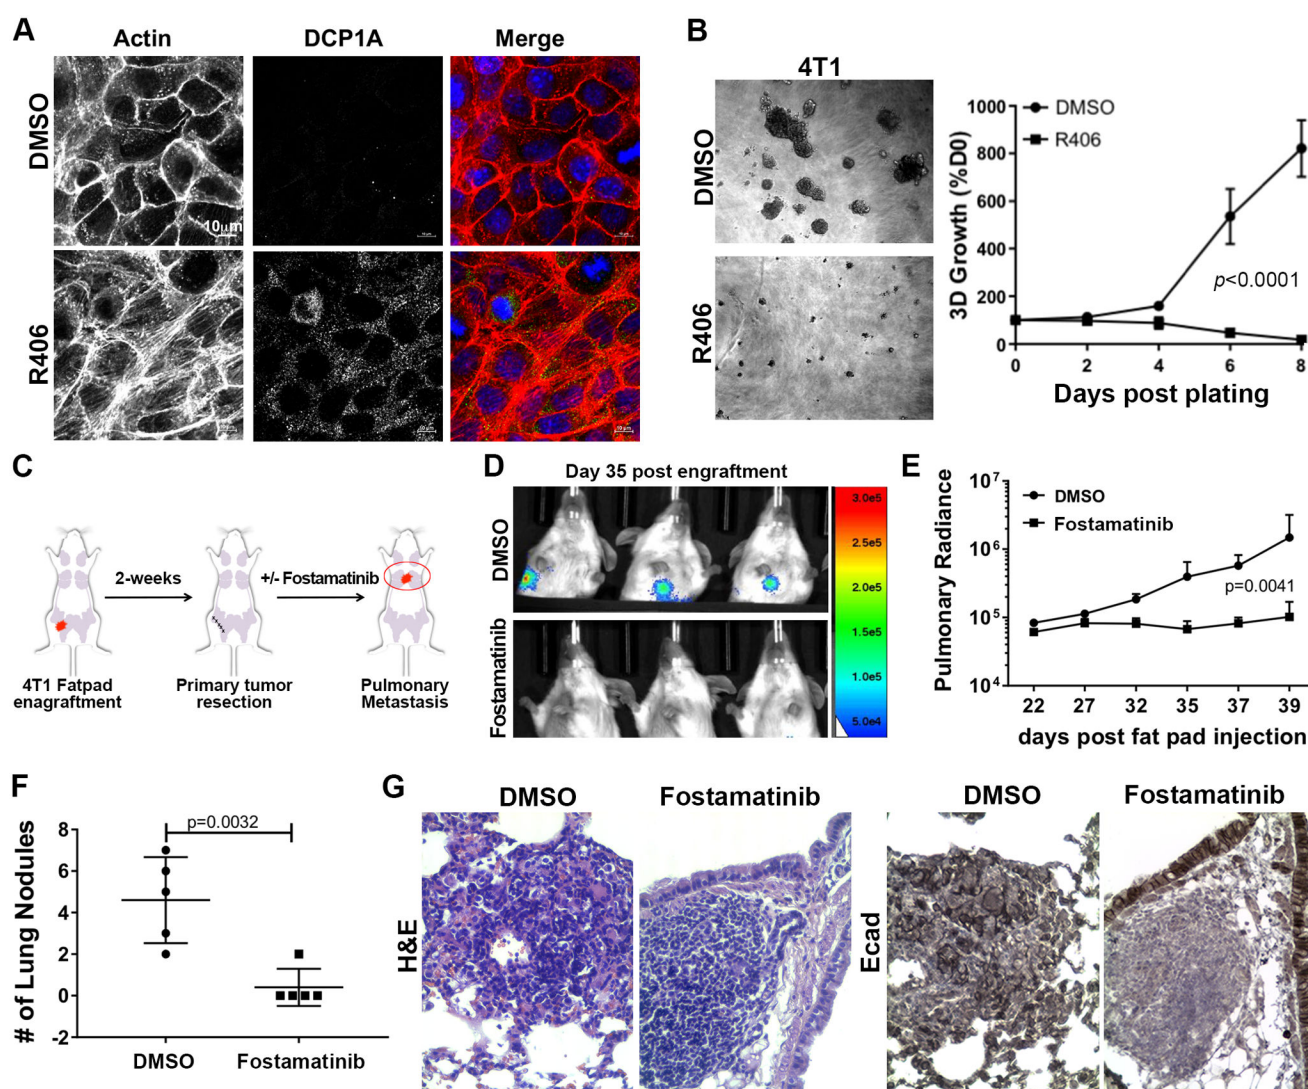 A
Actin
DCP1A
Merge
DMSO
10μm
R406
B
4T1
DMSO
R406
3D Growth (%D0)
1000
800
600
400
200
0
DMSO
R406
p<0.0001
0
2
4
6
8
Days post plating
C
2-weeks
+/- Fostamatinib
4T1 Fatpad
enagraftment
Primary tumor
resection
Pulmonary
Metastasis
D
Day 35 post engraftment
DMSO
Fostamatinib
3.0e5
2.5e5
2.0e5
1.5e5
1.0e5
5.0e4
E
Pulmonary Radiance
10^7
10^6
10^5
10^4
DMSO
Fostamatinib
p=0.0041
22
27
32
35
37
39
days post fat pad injection
F
# of Lung Nodules
8
6
4
2
0
-2
p=0.0032
DMSO
Fostamatinib
G
DMSO
Fostamatinib
H&E
DMSO
Fostamatinib
Ecad